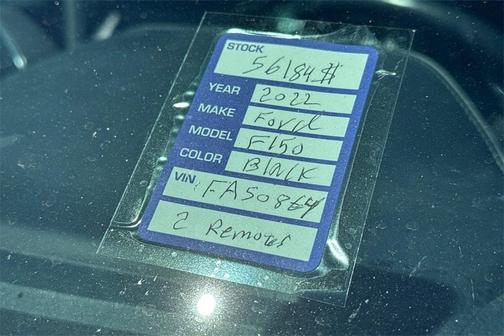 STOCK 56184$
YEAR 2022
MAKE Ford
MODEL F150
COLOR Black
VIN FA50864
2 Remotes